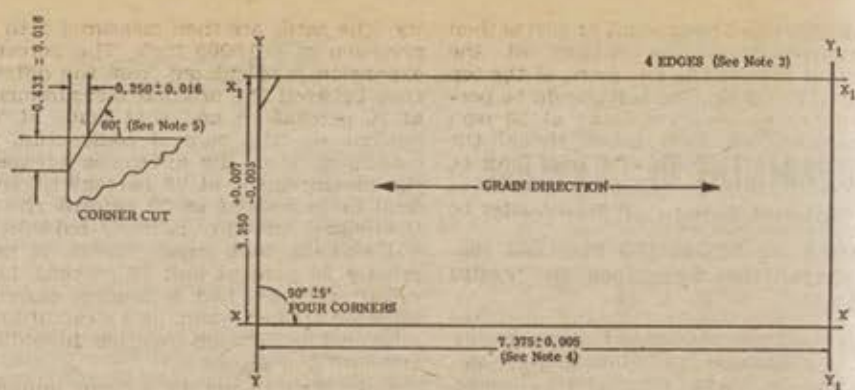 Y
Y₁
4 EDGES (See Note 3)
X₁
X₁
0.433 ± 0.016
0.250±0.016
60° (See Note 5)
CORNER CUT
3.250 +0.007 -0.003
GRAIN DIRECTION
90° ±5'
FOUR CORNERS
X
X
7.375±0.005
(See Note 4)
Y
Y₁